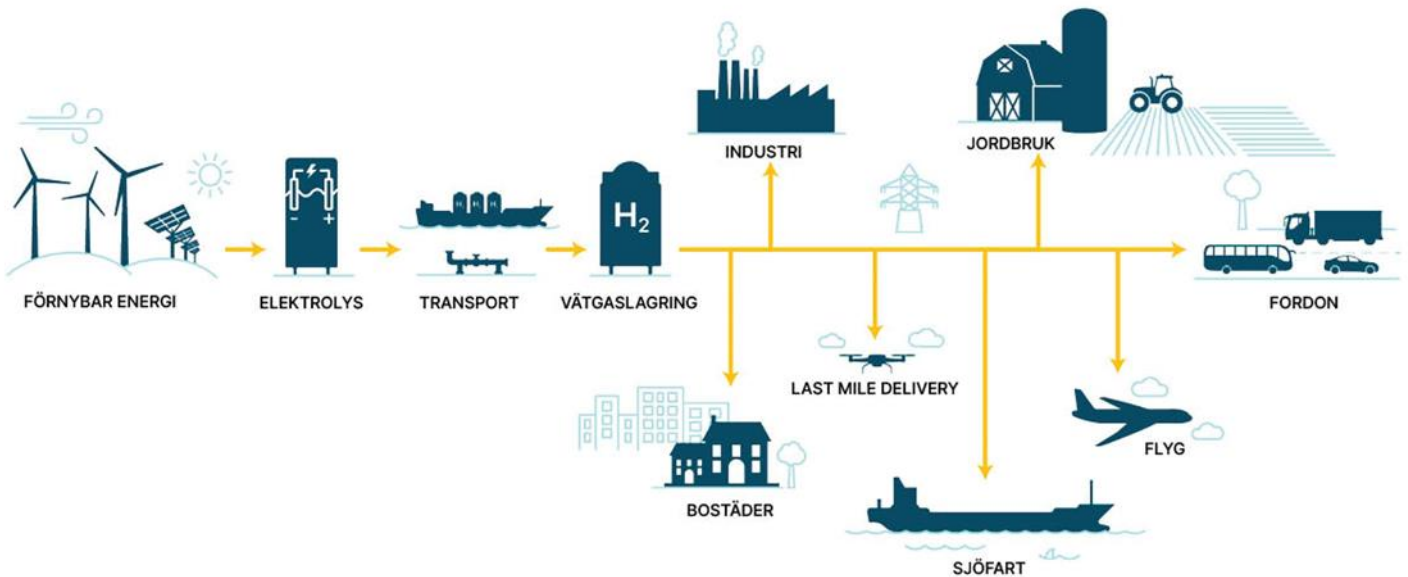 INDUSTRI
JORDBRUK
H₂
- +
FÖRNYBAR ENERGI
ELEKTROLYS
TRANSPORT
VÄTGASLAGRING
FORDON
LAST MILE DELIVERY
FLYG
BOSTÄDER
SJÖFART